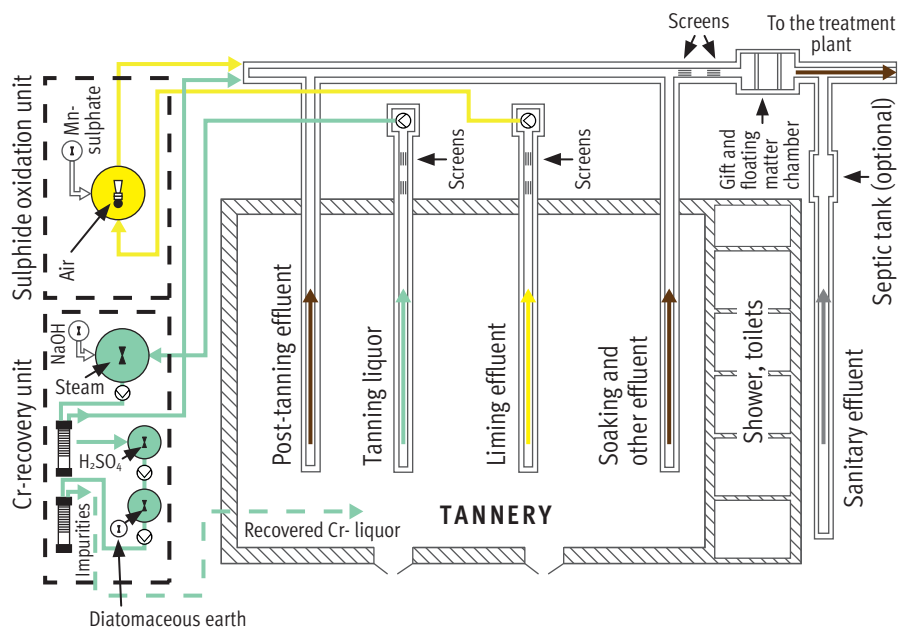 Screens
To the treatment
plant
Sulphide oxidation unit
Mn-
sulphate
Air
Screens
Screens
Gift and
floating
matter
chamber
Septic tank (optional)
Cr-recovery unit
NaOH
Steam
H₂SO₄
Impurities
Diatomaceous earth
Post-tanning effluent
Tanning liquor
Liming effluent
Soaking and
other effluent
Shower, toilets
Sanitary effluent
TANNERY
Recovered Cr- liquor